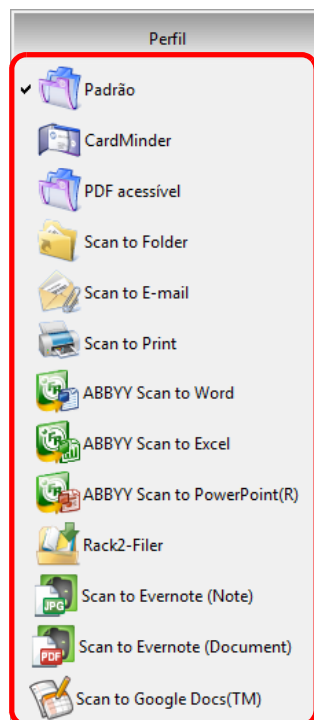 Perfil
Padrão
CardMinder
PDF acessível
Scan to Folder
Scan to E-mail
Scan to Print
ABBYY Scan to Word
ABBYY Scan to Excel
ABBYY Scan to PowerPoint(R)
Rack2-Filer
JPG
Scan to Evernote (Note)
PDF
Scan to Evernote (Document)
Scan to Google Docs(TM)